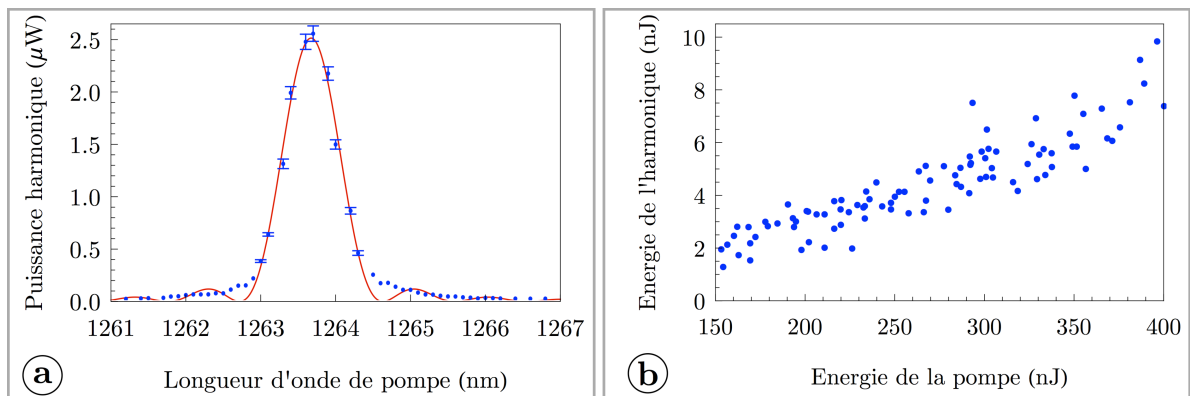 Puissance harmonique (μW)
2.5
2.0
1.5
1.0
0.5
0.0
1261 1262 1263 1264 1265 1266 1267
a
Longueur d'onde de pompe (nm)
Energie de l'harmonique (nJ)
10
8
6
4
2
0
150 200 250 300 350 400
b
Energie de la pompe (nJ)